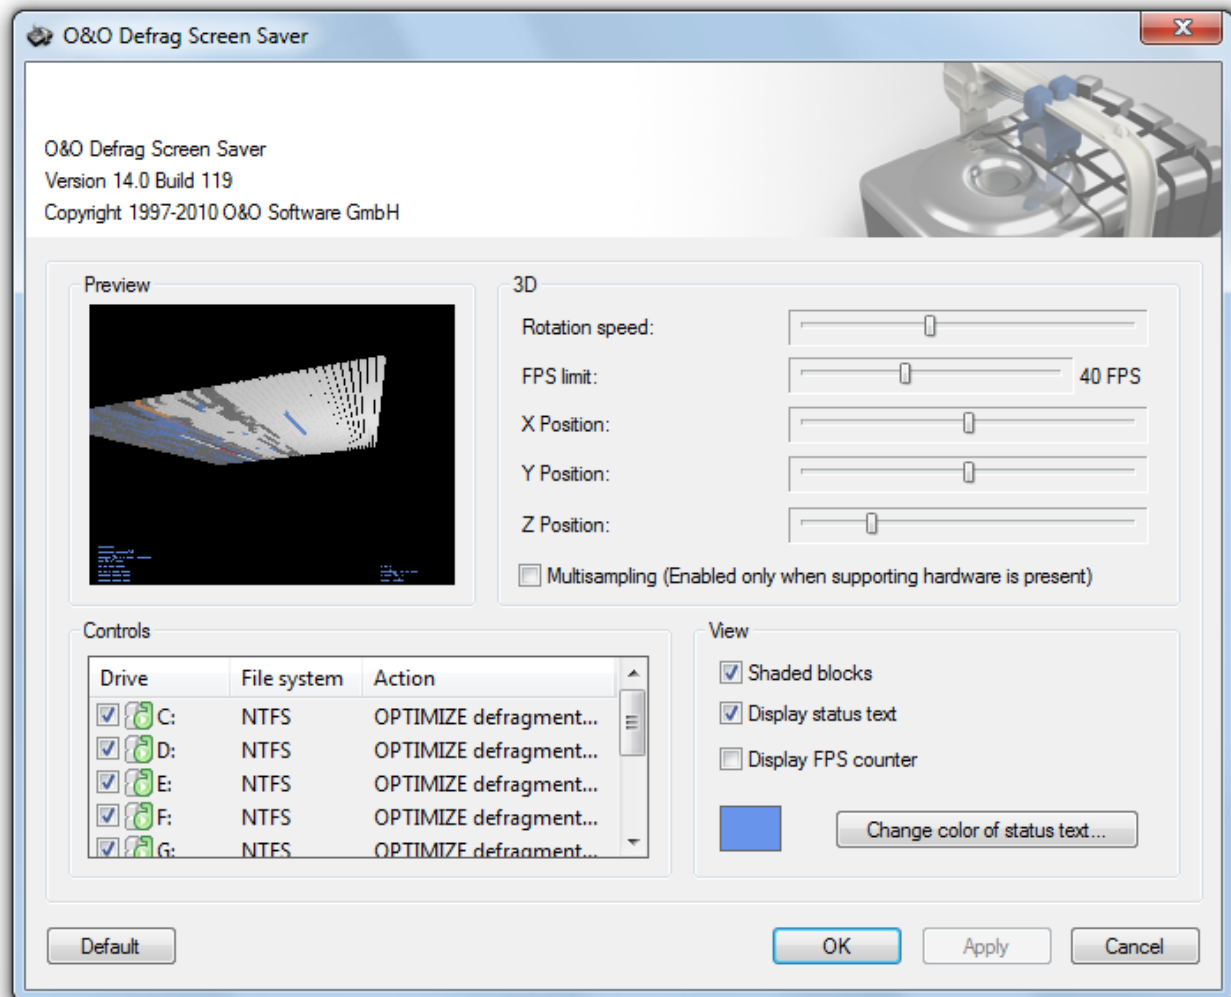 O&O Defrag Screen Saver
O&O Defrag Screen Saver
Version 14.0 Build 119
Copyright 1997-2010 O&O Software GmbH
Preview
3D
Rotation speed:
FPS limit: 40 FPS
X Position:
Y Position:
Z Position:
Multisampling (Enabled only when supporting hardware is present)
Controls
Drive File system Action
C: NTFS OPTIMIZE defragment...
D: NTFS OPTIMIZE defragment...
E: NTFS OPTIMIZE defragment...
F: NTFS OPTIMIZE defragment...
G: NTFS OPTIMIZE defragment...
View
Shaded blocks
Display status text
Display FPS counter
Change color of status text...
Default OK Apply Cancel